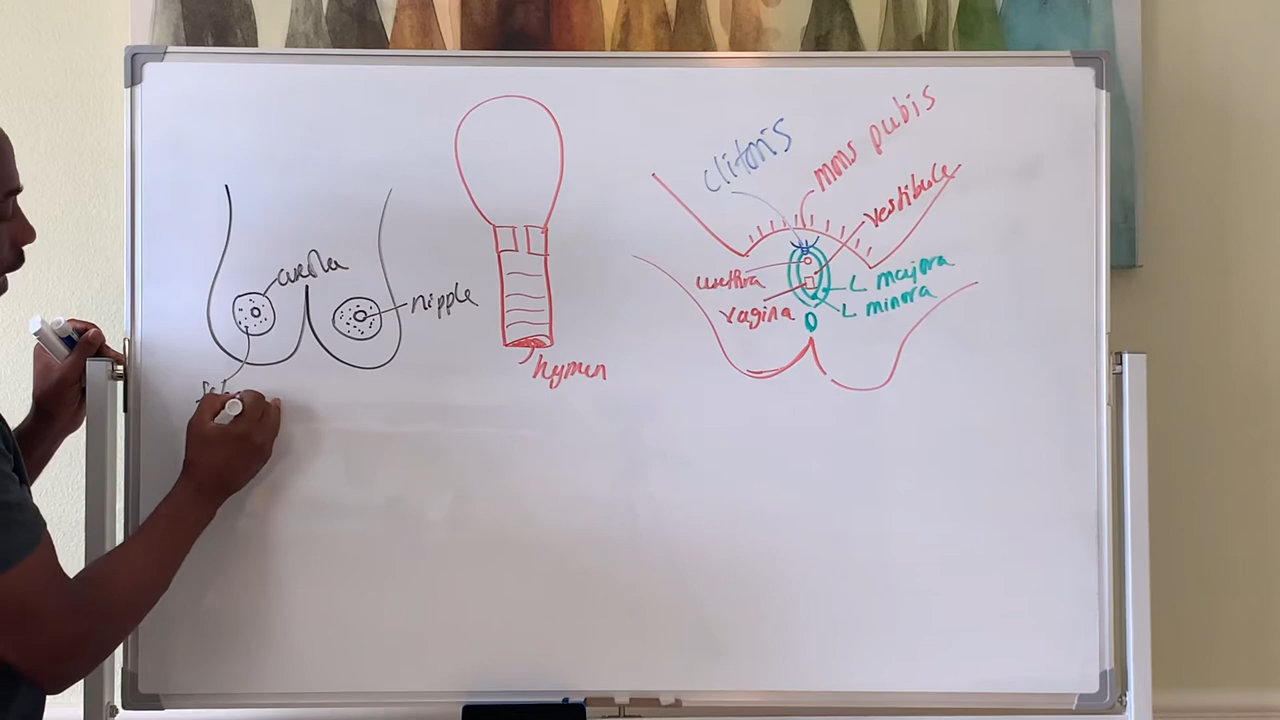 clitoris
mons pubis
vestibule
areola
nipple
urethra
vagina
L majora
L minora
hymen